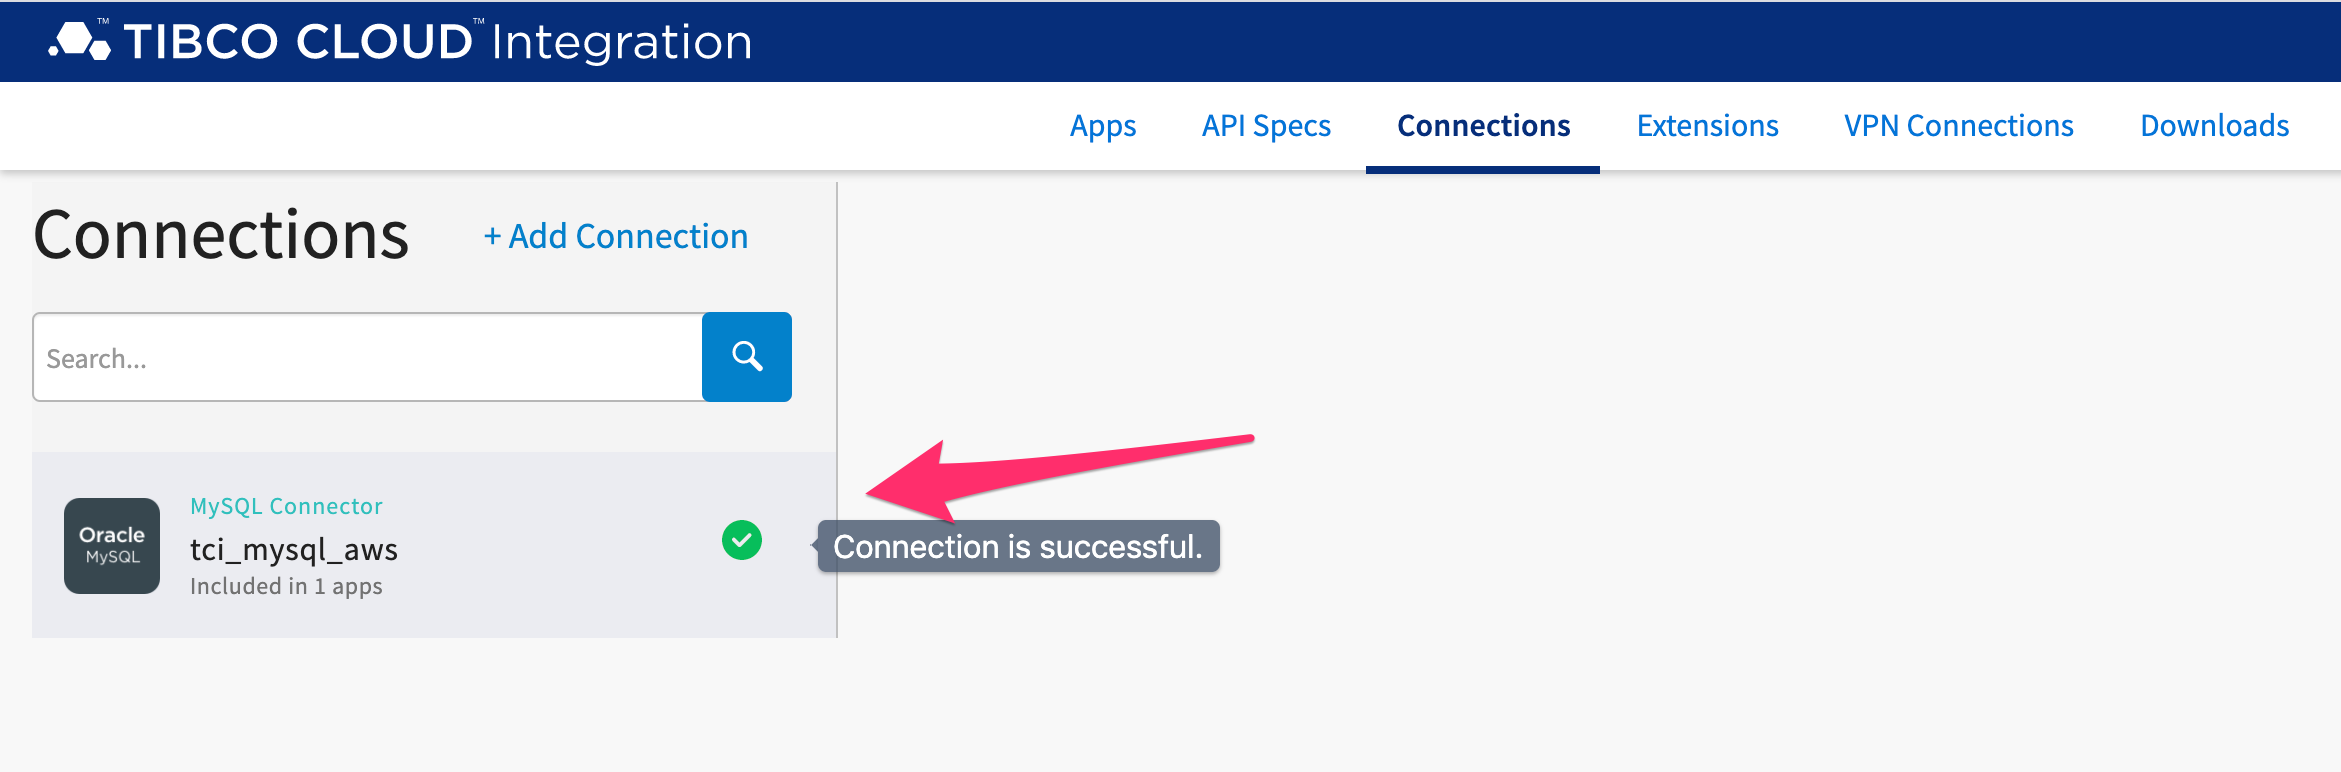 TIBCO CLOUD™ Integration
Apps API Specs Connections Extensions VPN Connections Downloads
Connections + Add Connection
Search...
MySQL Connector
Oracle
MySQL
tci_mysql_aws
Included in 1 apps
Connection is successful.